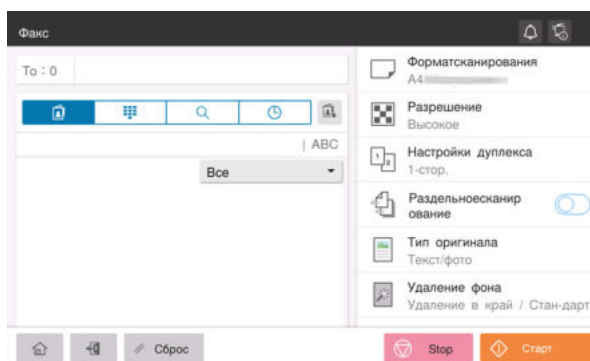 Факс
To : 0
| ABC
Все
Форматсканирования
A4
Разрешение
Высокое
Настройки дуплекса
1-стор.
Раздельноесканир
ование
Тип оригинала
Текст/фото
Удаление фона
Удаление в край / Стан-дарт
Сброс
Stop
Старт